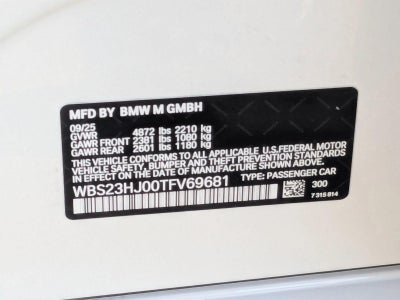 MFD BY BMW M GMBH
09/25
GVWR 4872 lbs 2210 kg
GAWR FRONT 2381 lbs 1080 kg
GAWR REAR 2601 lbs 1180 kg
THIS VEHICLE CONFORMS TO ALL APPLICABLE U.S.FEDERAL MOTOR
VEHICLE SAFETY, BUMPER, AND THEFT PREVENTION STANDARDS
IN EFFECT ON THE DATE OF MANUFACTURE SHOWN ABOVE.
WBS23HJ00TFV69681 TYPE: PASSENGER CAR
300
7 315 814